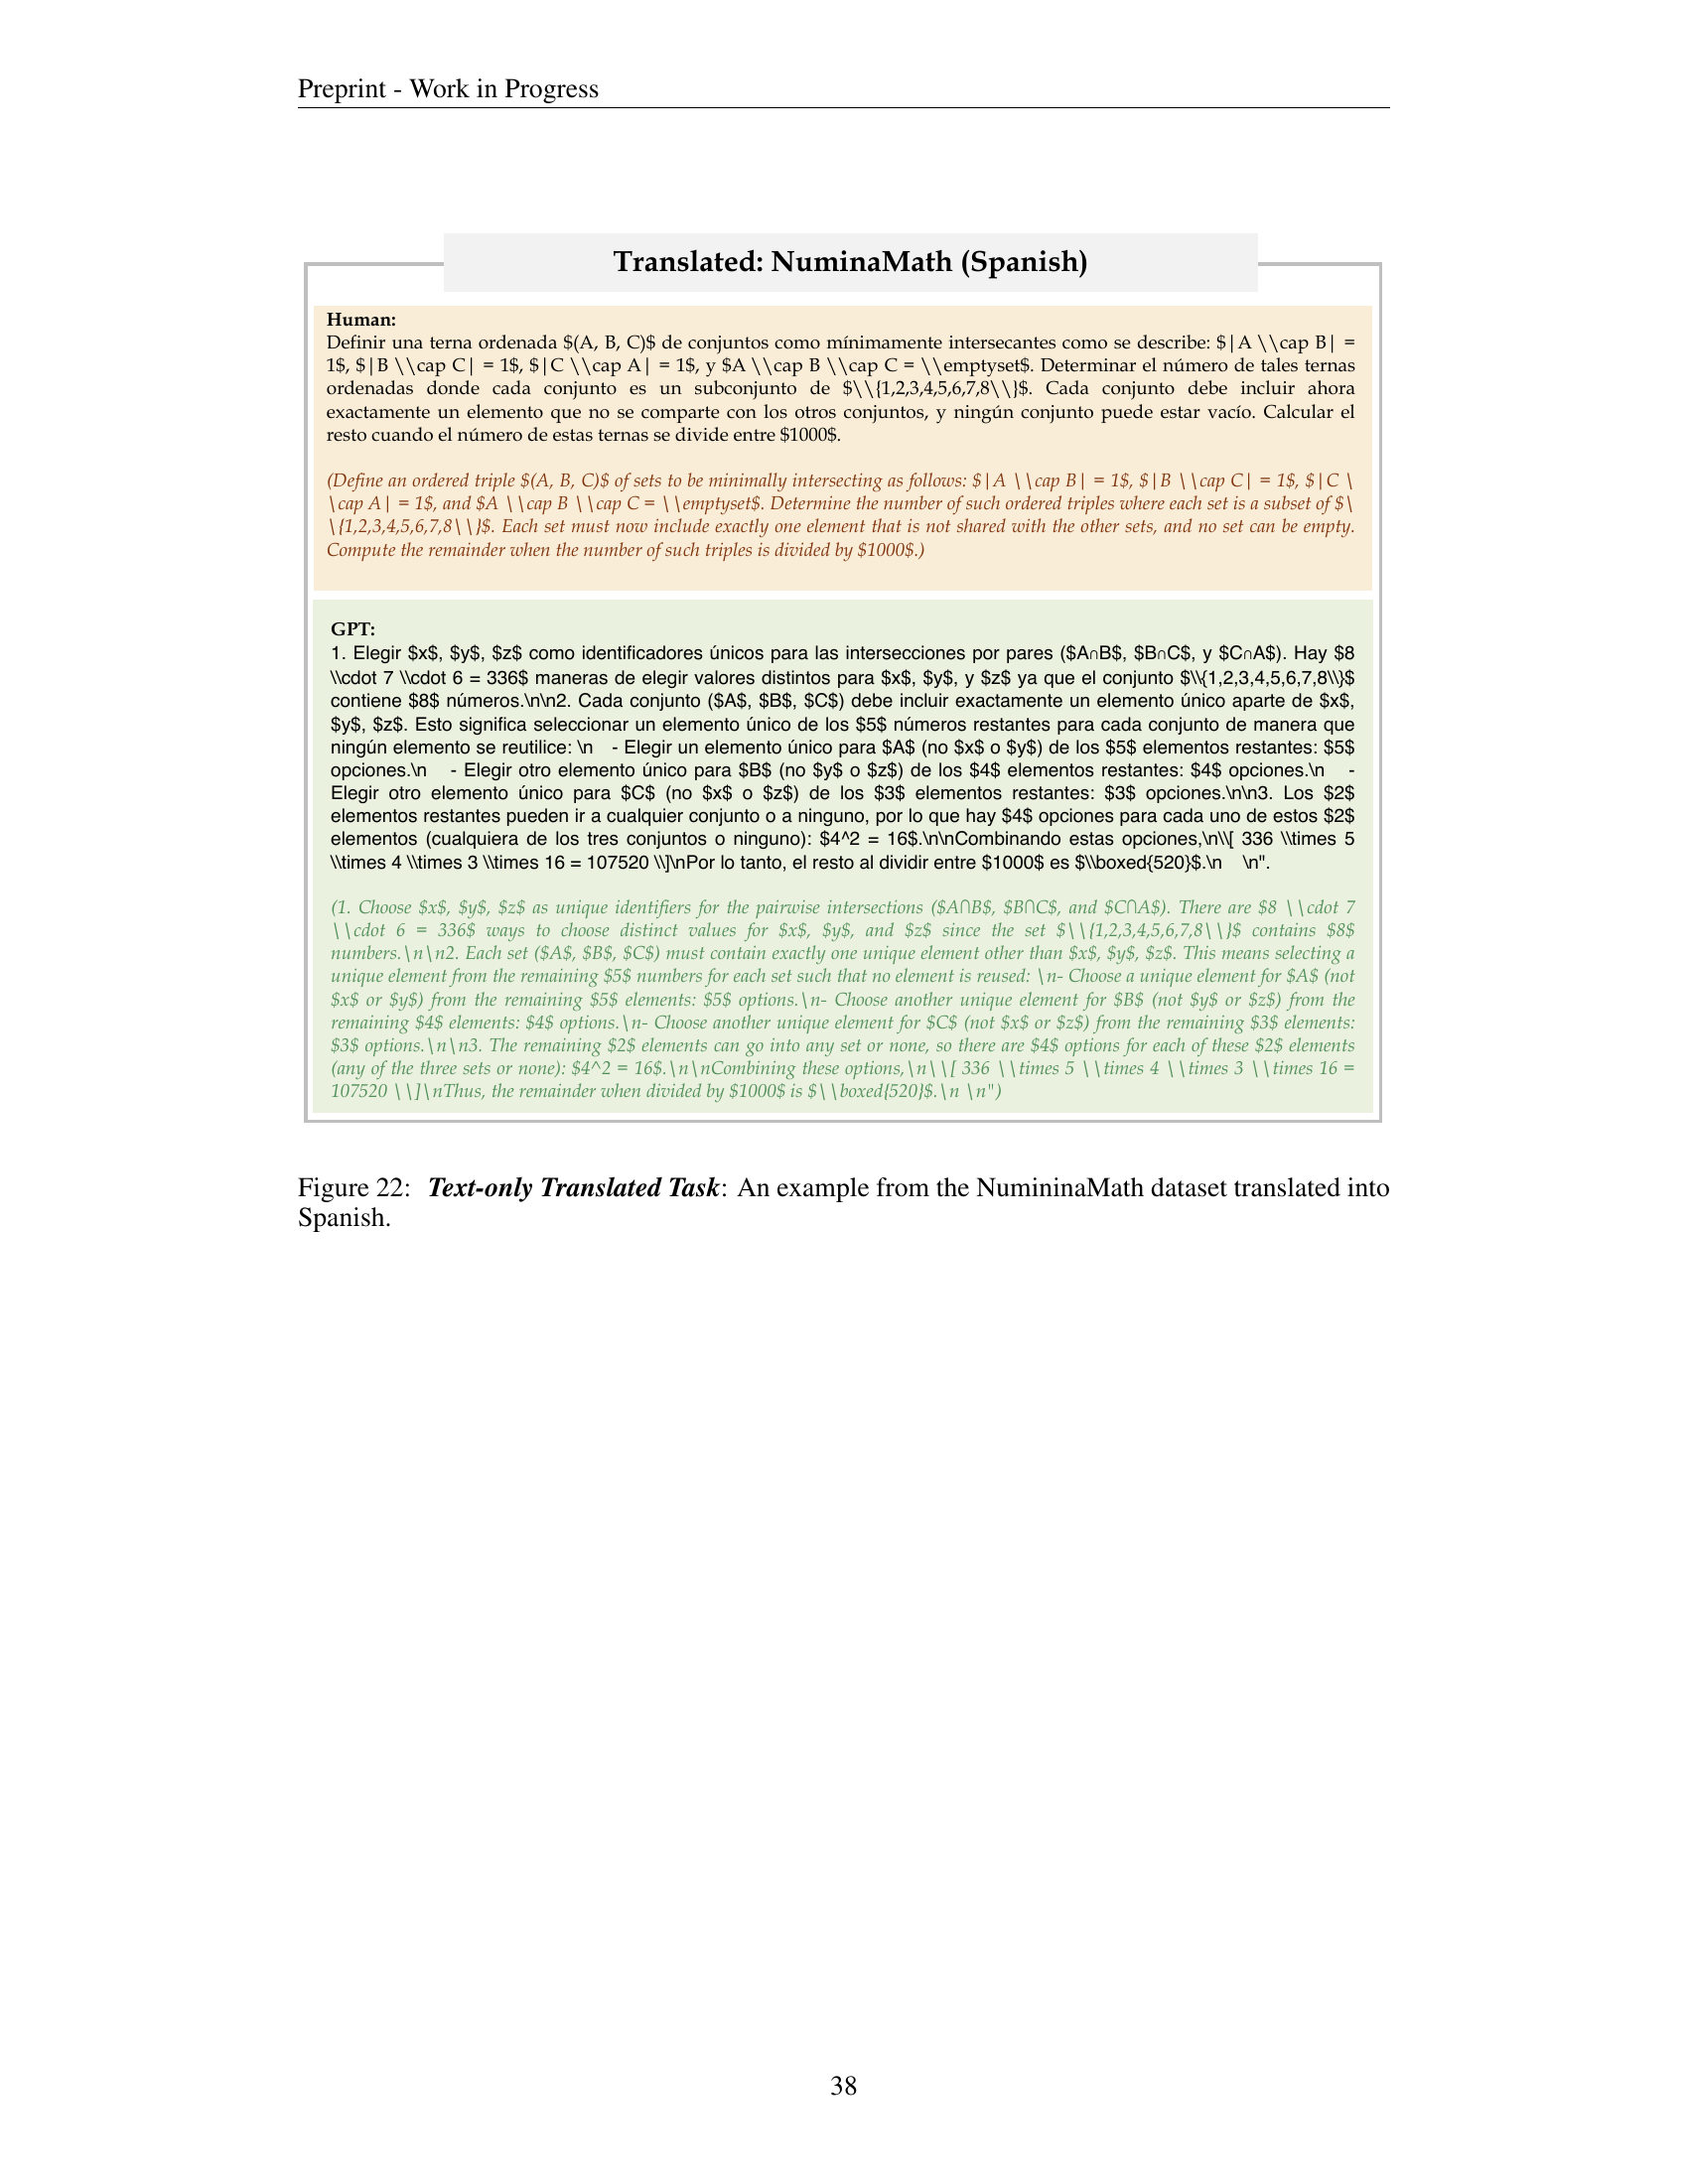 Preprint - Work in Progress
Translated: NuminaMath (Spanish)
Human:
Definir una terna ordenada $(A, B, C)$ de conjuntos como mínimamente intersecantes como se describe: $|A \\cap B| =
1$, $|B \\cap C| = 1$, $|C \\cap A| = 1$, y $A \\cap B \\cap C = \\emptyset$. Determinar el número de tales ternas
ordenadas donde cada conjunto es un subconjunto de $\\{1,2,3,4,5,6,7,8\\}$. Cada conjunto debe incluir ahora
exactamente un elemento que no se comparte con los otros conjuntos, y ningún conjunto puede estar vacío. Calcular el
resto cuando el número de estas ternas se divide entre $1000$.
(Define an ordered triple $(A, B, C)$ of sets to be minimally intersecting as follows: $|A \\cap B| = 1$, $|B \\cap C| = 1$, $|C \
\cap A| = 1$, and $A \\cap B \\cap C = \\emptyset$. Determine the number of such ordered triples where each set is a subset of $\
\{1,2,3,4,5,6,7,8\\}$. Each set must now include exactly one element that is not shared with the other sets, and no set can be empty.
Compute the remainder when the number of such triples is divided by $1000$.)
GPT:
1. Elegir $x$, $y$, $z$ como identificadores únicos para las intersecciones por pares ($A∩B$, $B∩C$, y $C∩A$). Hay $8
\\cdot 7 \\cdot 6 = 336$ maneras de elegir valores distintos para $x$, $y$, y $z$ ya que el conjunto $\\{1,2,3,4,5,6,7,8\\}$
contiene $8$ números.\n\n2. Cada conjunto ($A$, $B$, $C$) debe incluir exactamente un elemento único aparte de $x$,
$y$, $z$. Esto significa seleccionar un elemento único de los $5$ números restantes para cada conjunto de manera que
ningún elemento se reutilice: \n - Elegir un elemento único para $A$ (no $x$ o $y$) de los $5$ elementos restantes: $5$
opciones.\n - Elegir otro elemento único para $B$ (no $y$ o $z$) de los $4$ elementos restantes: $4$ opciones.\n -
Elegir otro elemento único para $C$ (no $x$ o $z$) de los $3$ elementos restantes: $3$ opciones.\n\n3. Los $2$
elementos restantes pueden ir a cualquier conjunto o a ninguno, por lo que hay $4$ opciones para cada uno de estos $2$
elementos (cualquiera de los tres conjuntos o ninguno): $4^2 = 16$.\n\nCombinando estas opciones,\n\\[ 336 \\times 5
\\times 4 \\times 3 \\times 16 = 107520 \\]\nPor lo tanto, el resto al dividir entre $1000$ es $\\boxed{520}$.\n \n".
(1. Choose $x$, $y$, $z$ as unique identifiers for the pairwise intersections ($A∩B$, $B∩C$, and $C∩A$). There are $8 \\cdot 7
\\cdot 6 = 336$ ways to choose distinct values for $x$, $y$, and $z$ since the set $\\{1,2,3,4,5,6,7,8\\}$ contains $8$
numbers.\n\n2. Each set ($A$, $B$, $C$) must contain exactly one unique element other than $x$, $y$, $z$. This means selecting a
unique element from the remaining $5$ numbers for each set such that no element is reused: \n- Choose a unique element for $A$ (not
$x$ or $y$) from the remaining $5$ elements: $5$ options.\n- Choose another unique element for $B$ (not $y$ or $z$) from the
remaining $4$ elements: $4$ options.\n- Choose another unique element for $C$ (not $x$ or $z$) from the remaining $3$ elements:
$3$ options.\n\n3. The remaining $2$ elements can go into any set or none, so there are $4$ options for each of these $2$ elements
(any of the three sets or none): $4^2 = 16$.\n\nCombining these options,\n\\[ 336 \\times 5 \\times 4 \\times 3 \\times 16 =
107520 \\]\nThus, the remainder when divided by $1000$ is $\\boxed{520}$.\n \n")
Figure 22: Text-only Translated Task: An example from the NumininaMath dataset translated into
Spanish.
38